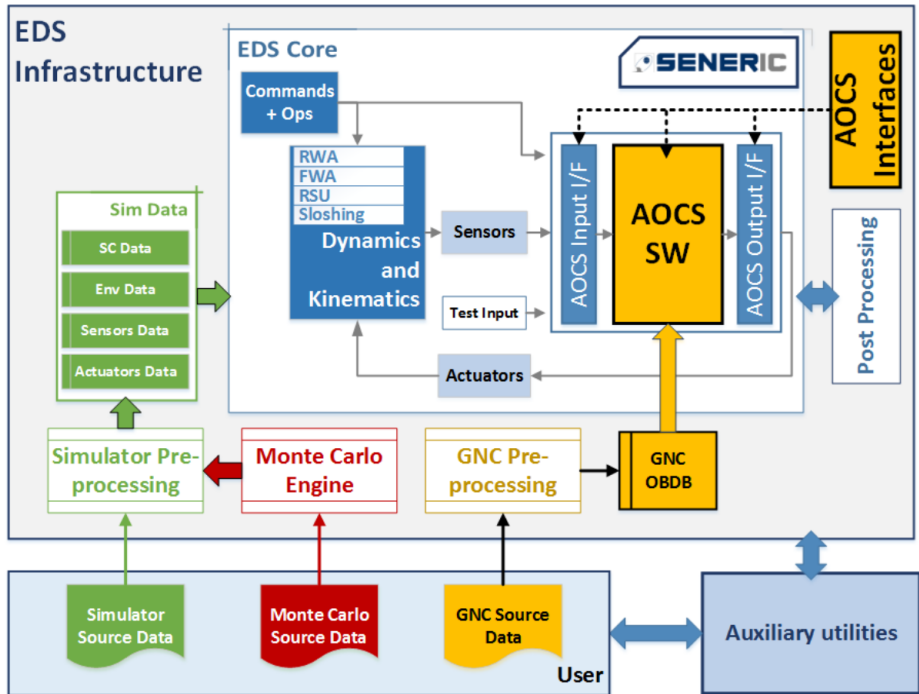 EDS
Infrastructure
EDS Core
SENERIC
AOCS
Interfaces
Commands
+ Ops
RWA
FWA
RSU
Sloshing
Dynamics
and
Kinematics
Sensors
Test Input
Actuators
AOCS Input I/F
AOCS
SW
AOCS Output I/F
Post Processing
Sim Data
SC Data
Env Data
Sensors Data
Actuators Data
Simulator Pre-
processing
Monte Carlo
Engine
GNC Pre-
processing
GNC
OBDB
Simulator
Source Data
Monte Carlo
Source Data
GNC Source
Data
User
Auxiliary utilities